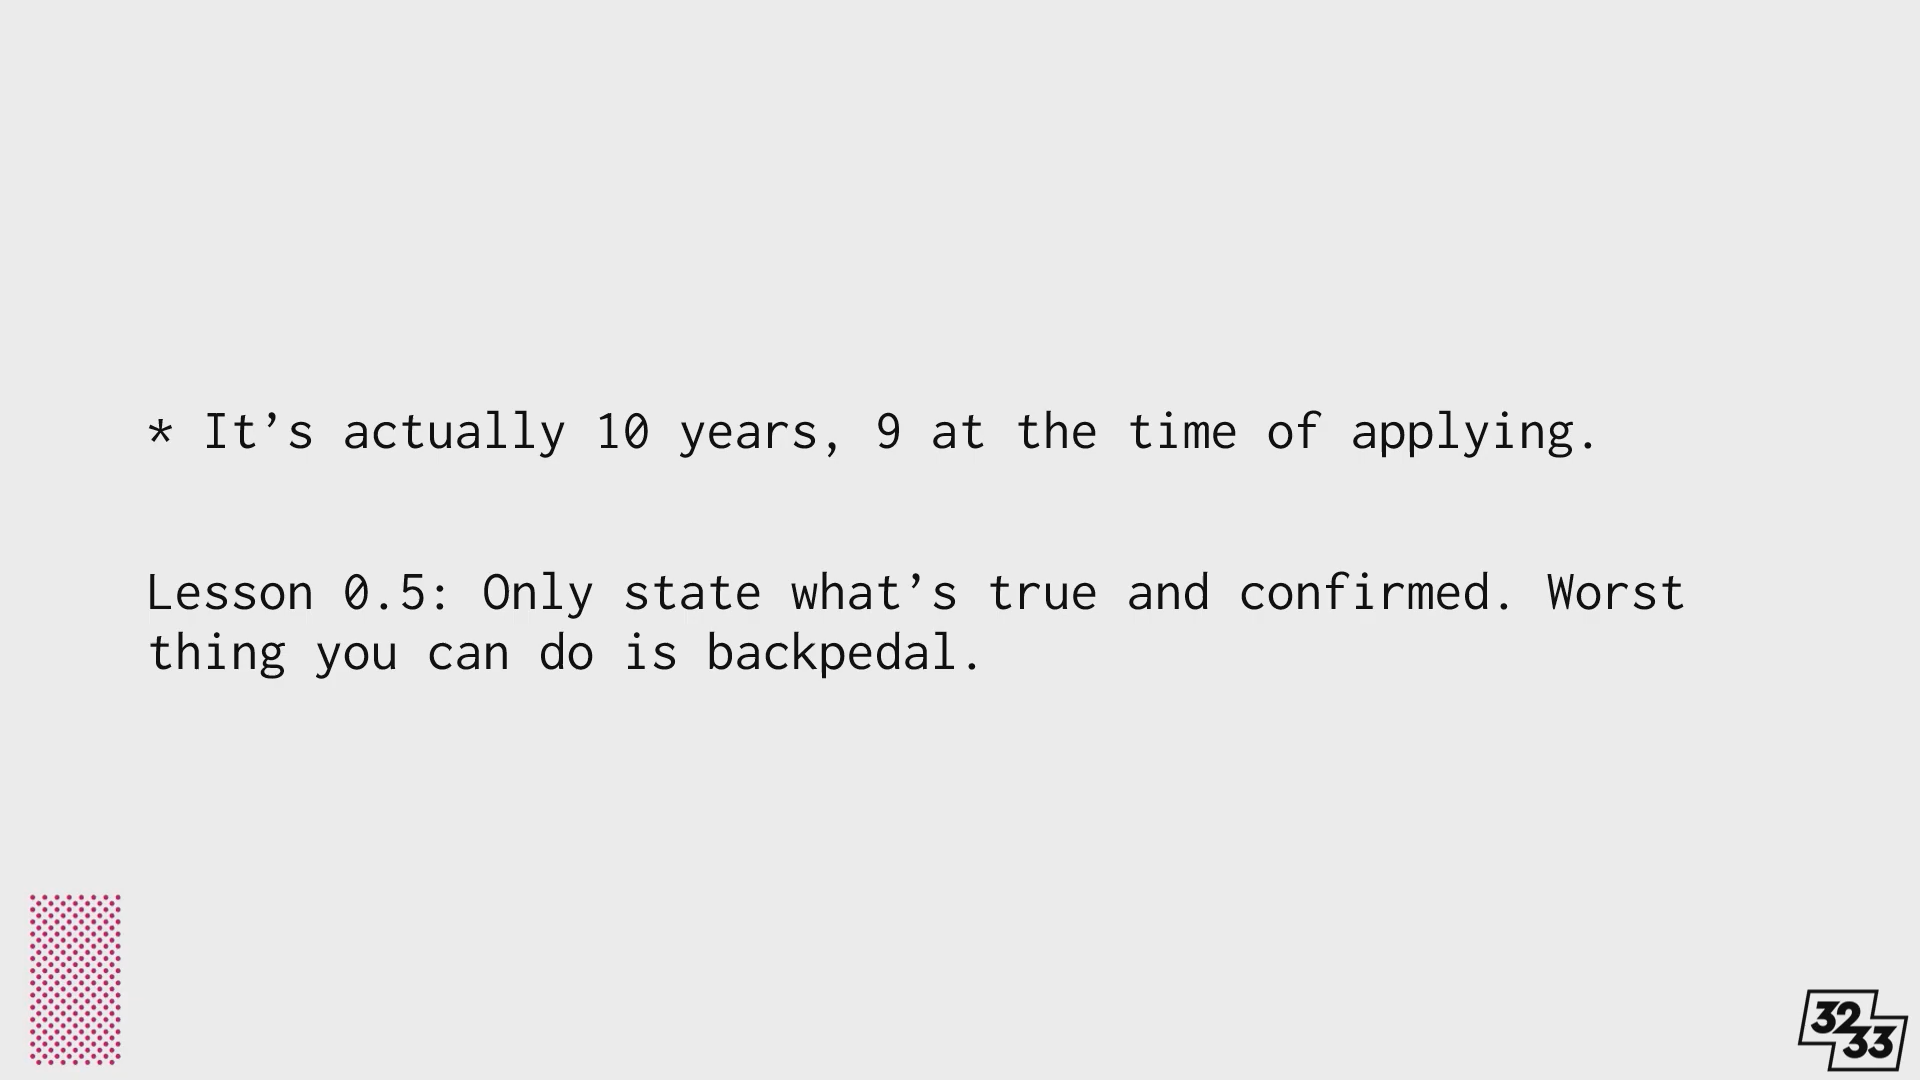 * It’s actually 10 years, 9 at the time of applying.
Lesson 0.5: Only state what’s true and confirmed. Worst
thing you can do is backpedal.
32
33